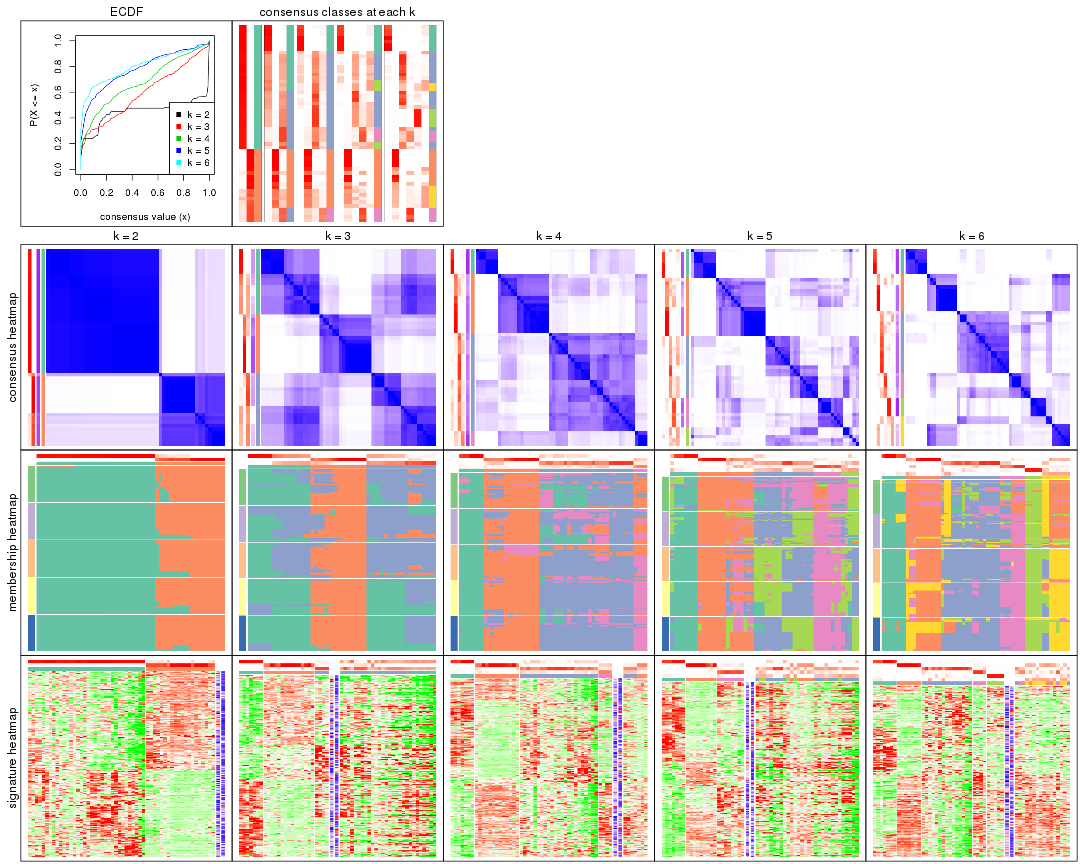 ECDF
consensus classes at each k
P(X <= x)
1.0
0.8
0.6
0.4
0.2
0.0
k = 2
k = 3
k = 4
k = 5
k = 6
0.0 0.2 0.4 0.6 0.8 1.0
consensus value (x)
k = 2 k = 3 k = 4 k = 5 k = 6
consensus heatmap
membership heatmap
signature heatmap